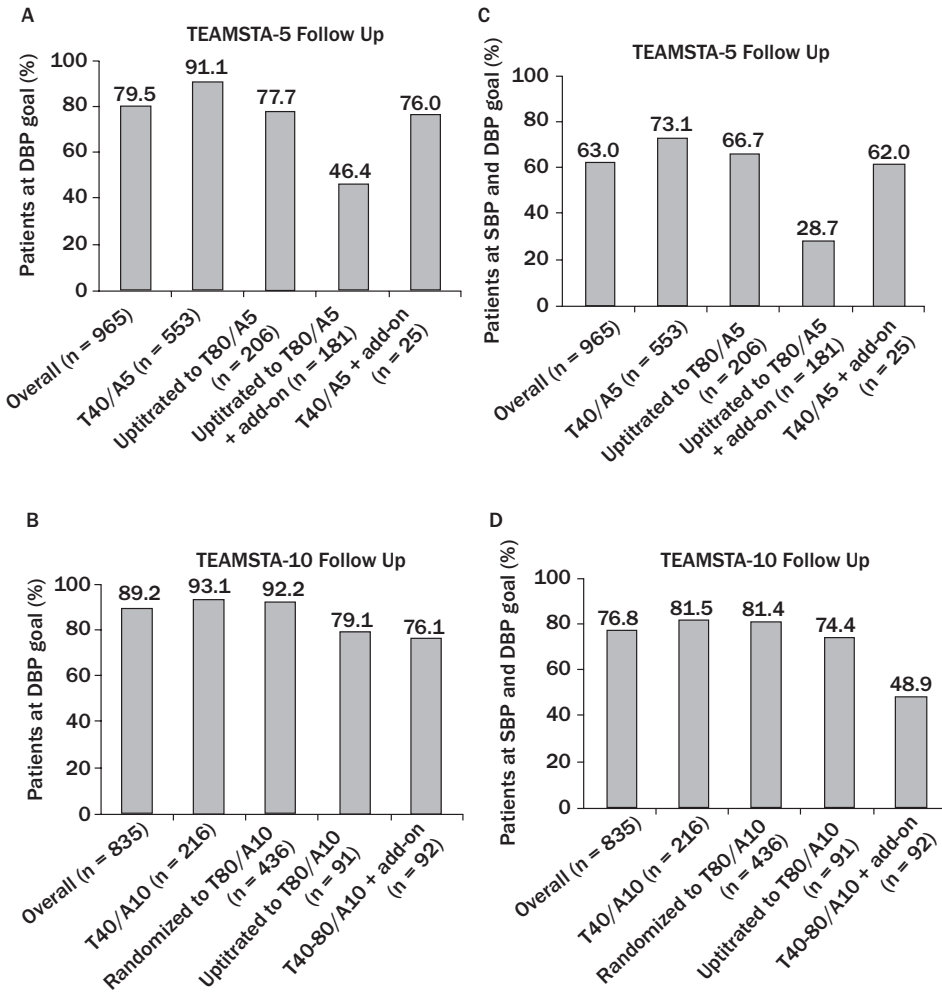 A
TEAMSTA-5 Follow Up
Patients at DBP goal (%)
100
80
60
40
20
0
79.5
91.1
77.7
46.4
76.0
Overall (n = 965)
T40/A5 (n = 553)
Uptitrated to T80/A5
(n = 206)
Uptitrated to T80/A5
+ add-on (n = 181)
T40/A5 + add-on
(n = 25)
C
TEAMSTA-5 Follow Up
Patients at SBP and DBP goal (%)
100
80
60
40
20
0
63.0
73.1
66.7
28.7
62.0
Overall (n = 965)
T40/A5 (n = 553)
Uptitrated to T80/A5
(n = 206)
Uptitrated to T80/A5
+ add-on (n = 181)
T40/A5 + add-on
(n = 25)
B
TEAMSTA-10 Follow Up
Patients at DBP goal (%)
100
80
60
40
20
0
89.2
93.1
92.2
79.1
76.1
Overall (n = 835)
T40/A10 (n = 216)
Randomized to T80/A10
(n = 436)
Uptitrated to T80/A10
(n = 91)
T40-80/A10 + add-on
(n = 92)
D
TEAMSTA-10 Follow Up
Patients at SBP and DBP goal (%)
100
80
60
40
20
0
76.8
81.5
81.4
74.4
48.9
Overall (n = 835)
T40/A10 (n = 216)
Randomized to T80/A10
(n = 436)
Uptitrated to T80/A10
(n = 91)
T40-80/A10 + add-on
(n = 92)